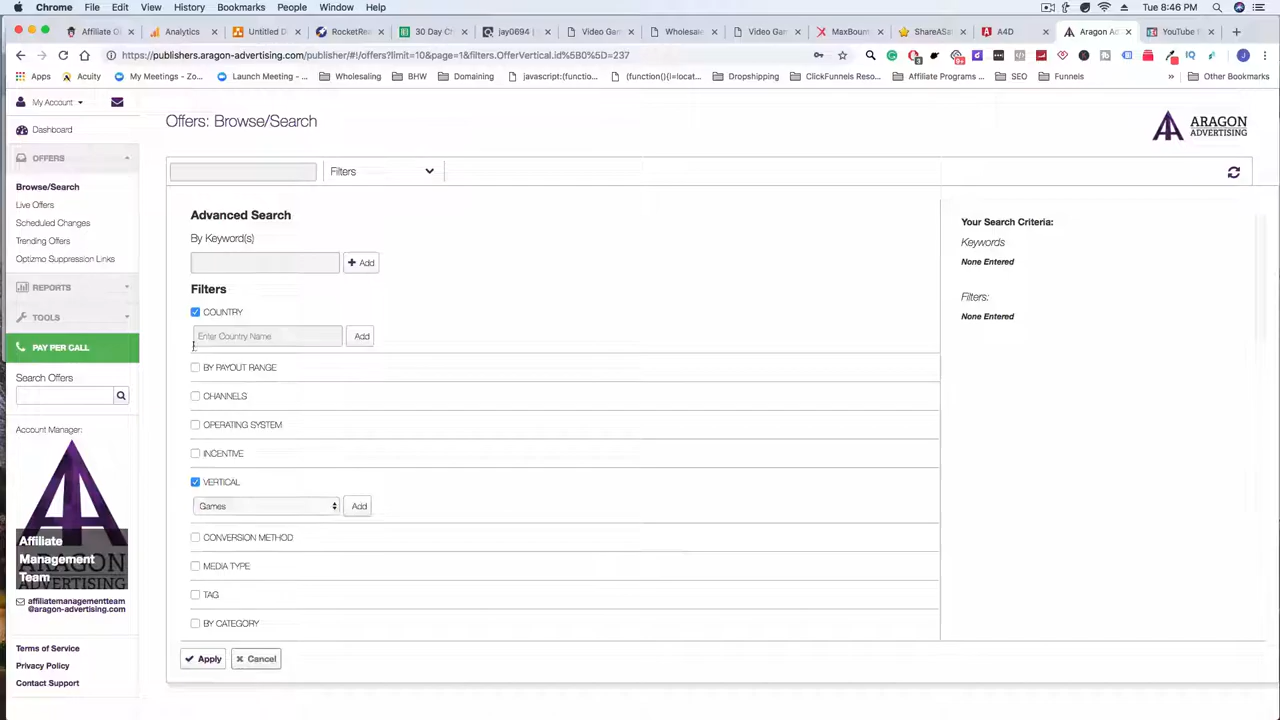 Chrome File Edit View History Bookmarks People Window Help Tue 8:46 PM
Affiliate Of Analytics Untitled D RocketRea 30 Day Ch jay0694 | Video Gam Wholesale Video Gam MaxBount ShareASal A4D Aragon Ad YouTube f
https://publishers.aragon-advertising.com/publisher/#!/offers?limit=10&page=1&filters.OfferVertical.id%5B%5D=237
Apps Acuity My Meetings - Zo... Launch Meeting -... Wholesaling BHW Domaining javascript:(functio... (function(){i=locat... Dropshipping ClickFunnels Reso... Affiliate Programs ... SEO Funnels » Other Bookmarks
My Account
Dashboard
OFFERS
Browse/Search
Live Offers
Scheduled Changes
Trending Offers
Optizmo Suppression Links
REPORTS
TOOLS
PAY PER CALL
Search Offers
Account Manager:
Affiliate
Management
Team
ADVERTISING
affiliatemanagementteam
@aragon-advertising.com
Terms of Service
Privacy Policy
Contact Support
Offers: Browse/Search
ARAGON
ADVERTISING
Filters
Advanced Search
By Keyword(s)
+ Add
Filters
COUNTRY
Enter Country Name Add
BY PAYOUT RANGE
CHANNELS
OPERATING SYSTEM
INCENTIVE
VERTICAL
Games Add
CONVERSION METHOD
MEDIA TYPE
TAG
BY CATEGORY
Apply Cancel
Your Search Criteria:
Keywords
None Entered
Filters:
None Entered